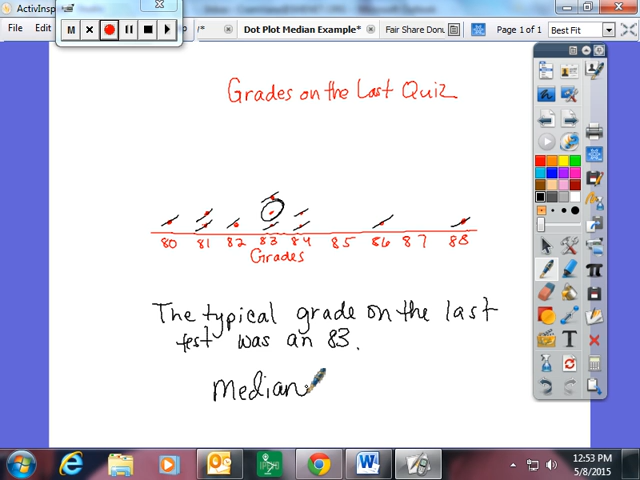 ActivInsp
File
Edit
Dot Plot Median Example*
Fair Share Donu
Page 1 of 1
Best Fit
M
Grades on the Last Quiz
80 81 82 83 84 85 86 87 88
Grades
The typical grade on the last
test was an 83.
Median
12:53 PM
5/8/2015